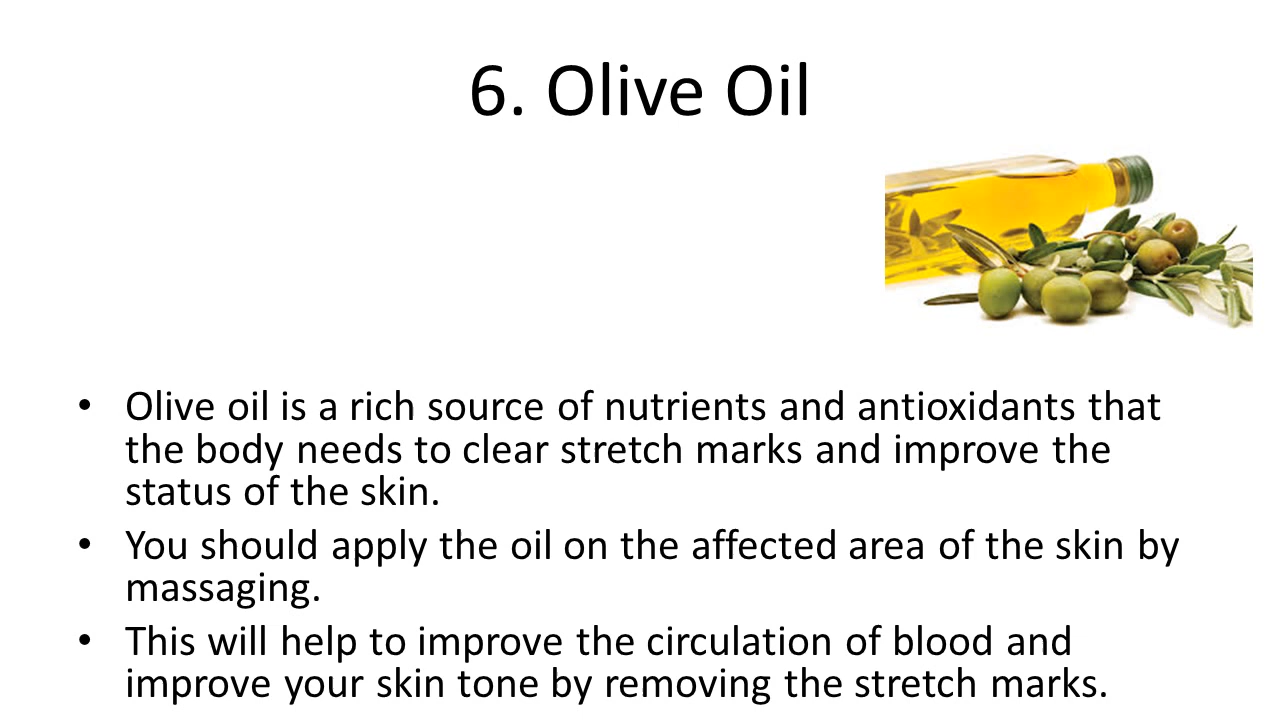 6. Olive Oil
• Olive oil is a rich source of nutrients and antioxidants that
the body needs to clear stretch marks and improve the
status of the skin.
• You should apply the oil on the affected area of the skin by
massaging.
• This will help to improve the circulation of blood and
improve your skin tone by removing the stretch marks.